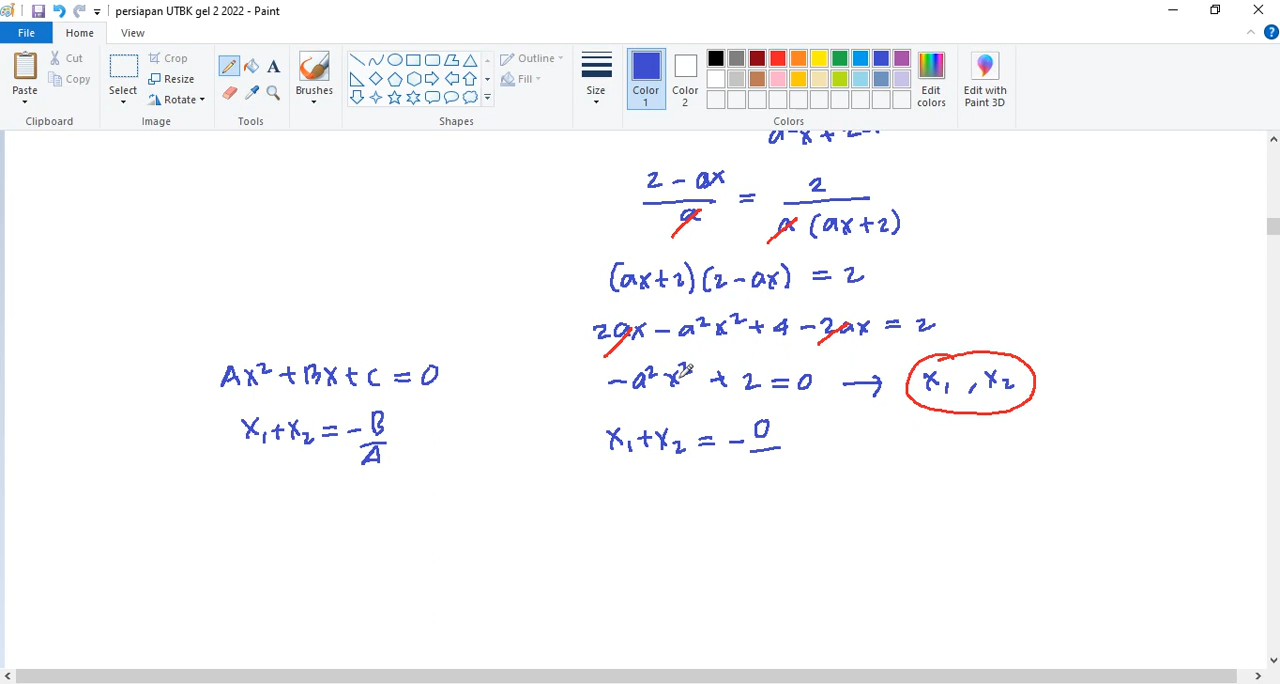 persiapan UTBK gel 2 2022 - Paint
File Home View
Paste Cut Copy
Clipboard
Select Crop Resize Rotate
Image
Tools
Brushes
Shapes
Outline Fill
Size
Color 1 Color 2
Edit colors
Colors
Edit with Paint 3D
(2 - ax)/a = 2/(a (ax+2))
(ax+2)(2 - ax) = 2
2ax - a²x² + 4 - 2ax = 2
Ax² + Bx + C = 0
-a²x² + 2 = 0 → x₁ , x₂
x₁+x₂ = -B/A
x₁+x₂ = - 0/